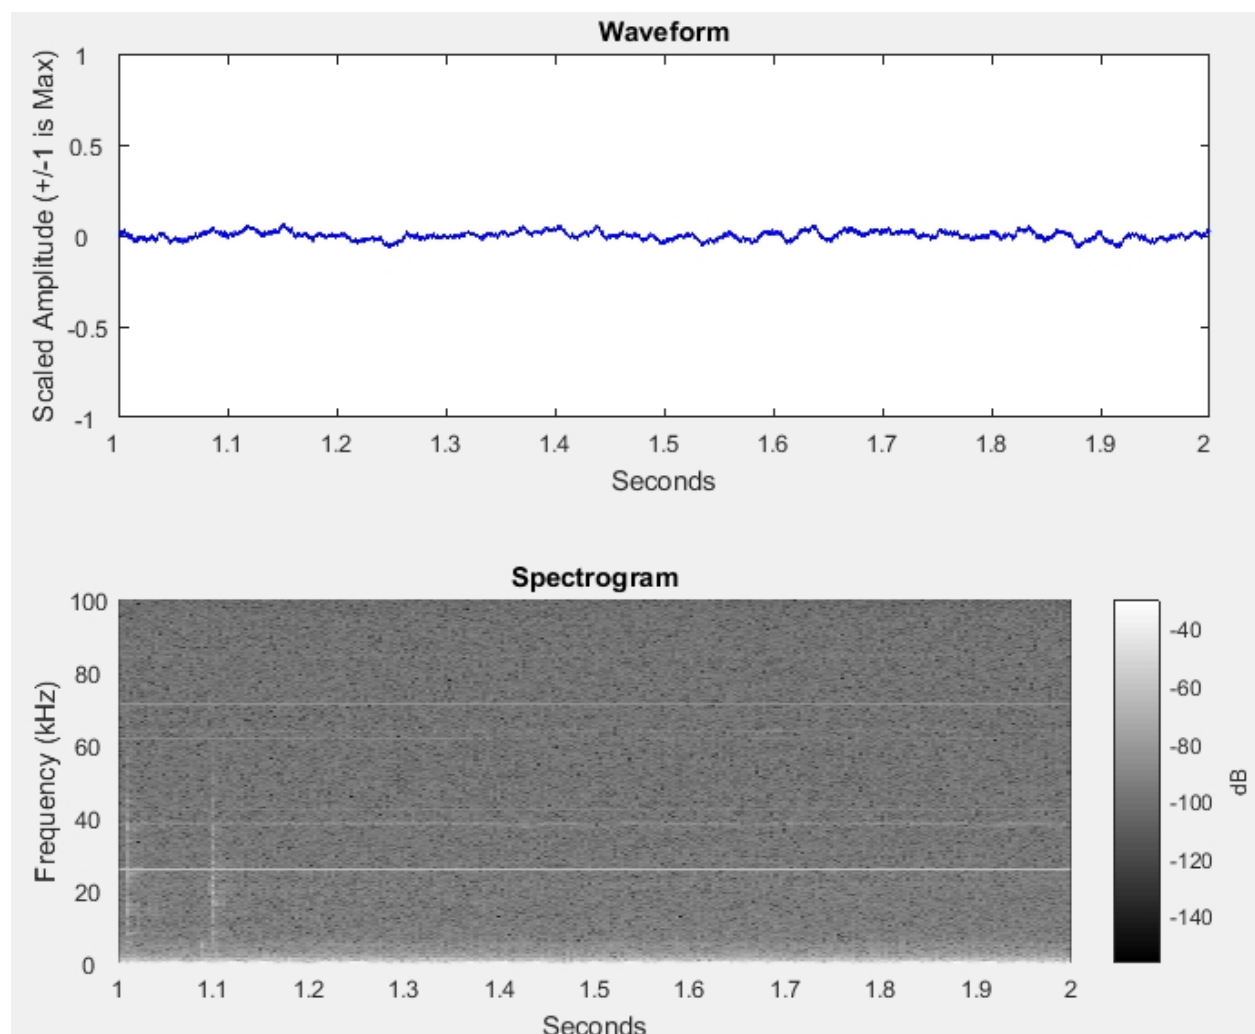 Waveform
Scaled Amplitude (+/-1 is Max)
1
0.5
0
-0.5
-1
1 1.1 1.2 1.3 1.4 1.5 1.6 1.7 1.8 1.9 2
Seconds
Spectrogram
Frequency (kHz)
100
80
60
40
20
0
1 1.1 1.2 1.3 1.4 1.5 1.6 1.7 1.8 1.9 2
Seconds
-40
-60
-80
-100
-120
-140
dB